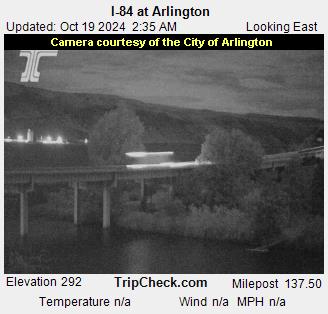 I-84 at Arlington
Updated: Oct 19 2024 2:35 AM Looking East
Camera courtesy of the City of Arlington
Elevation 292 TripCheck.com Milepost 137.50
Temperature n/a Wind n/a MPH n/a